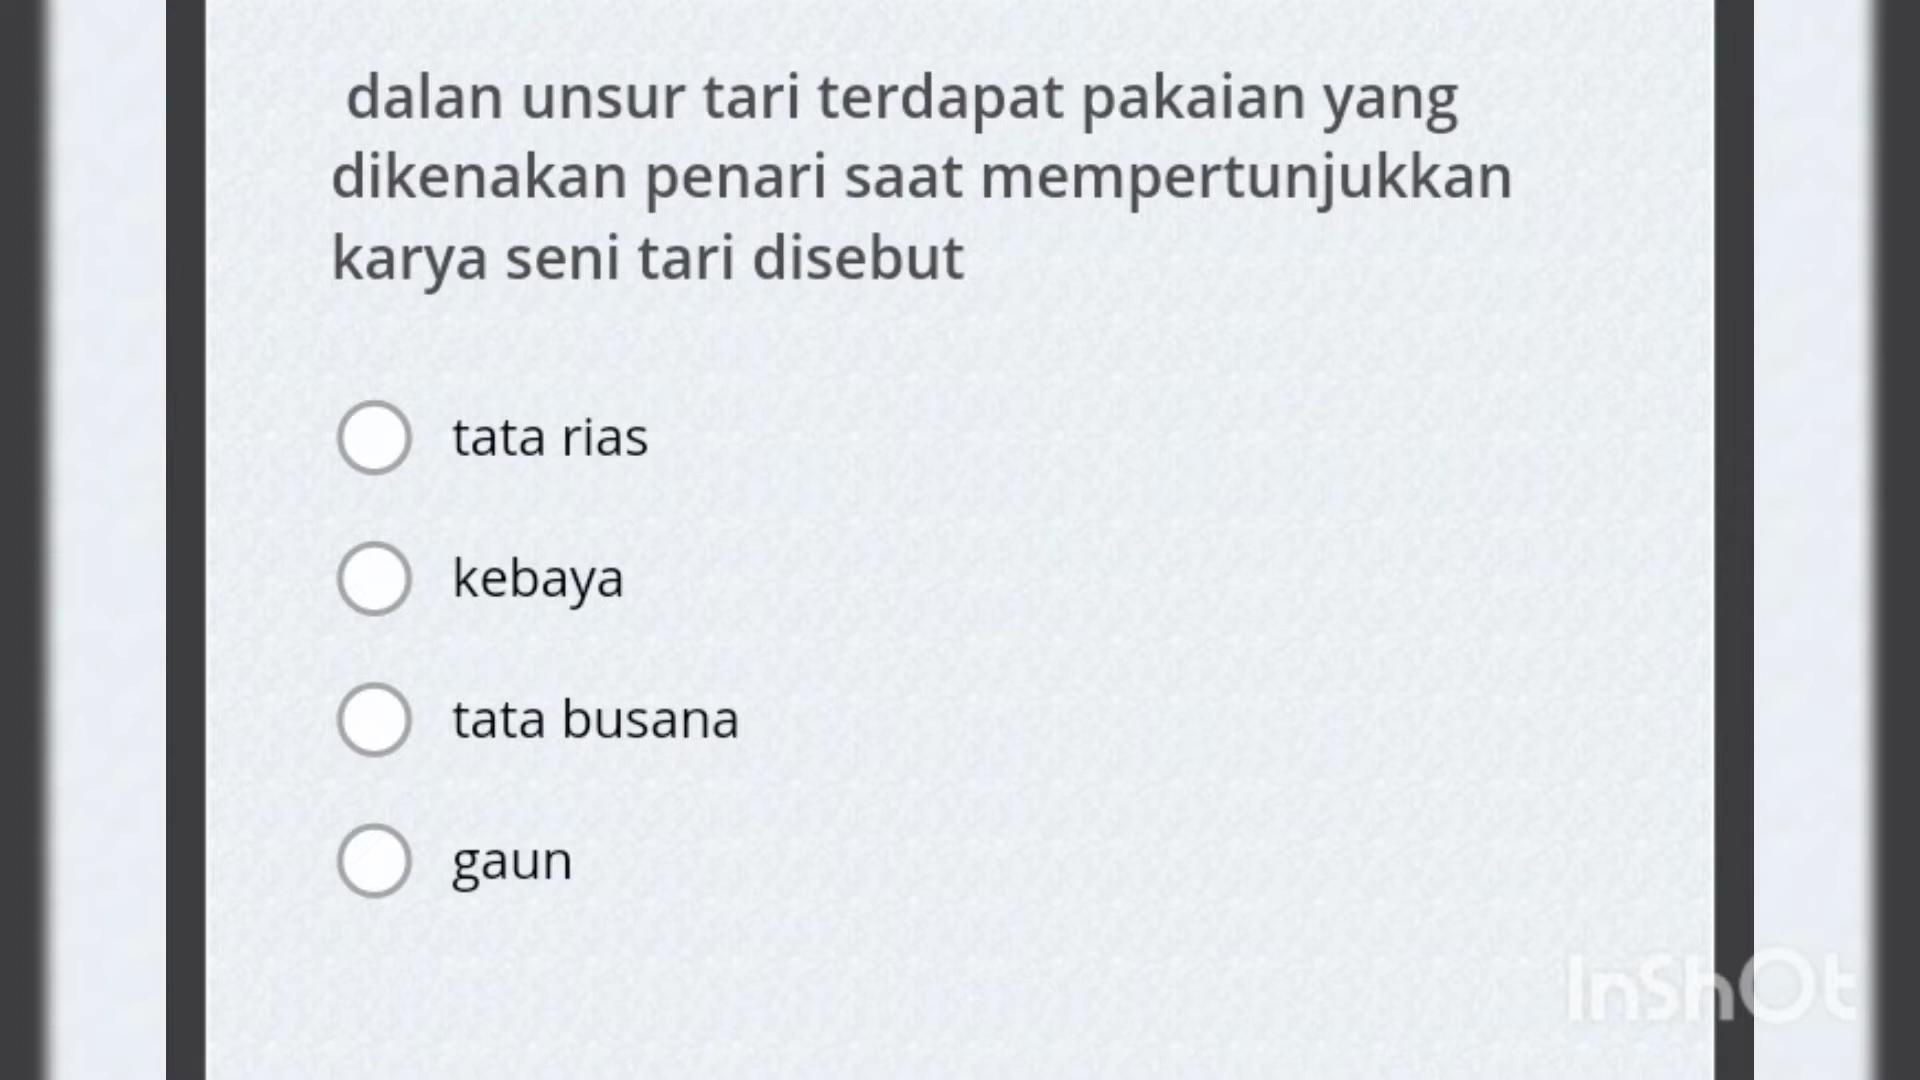 dalan unsur tari terdapat pakaian yang
dikenakan penari saat mempertunjukkan
karya seni tari disebut
tata rias
kebaya
tata busana
gaun
InShOt